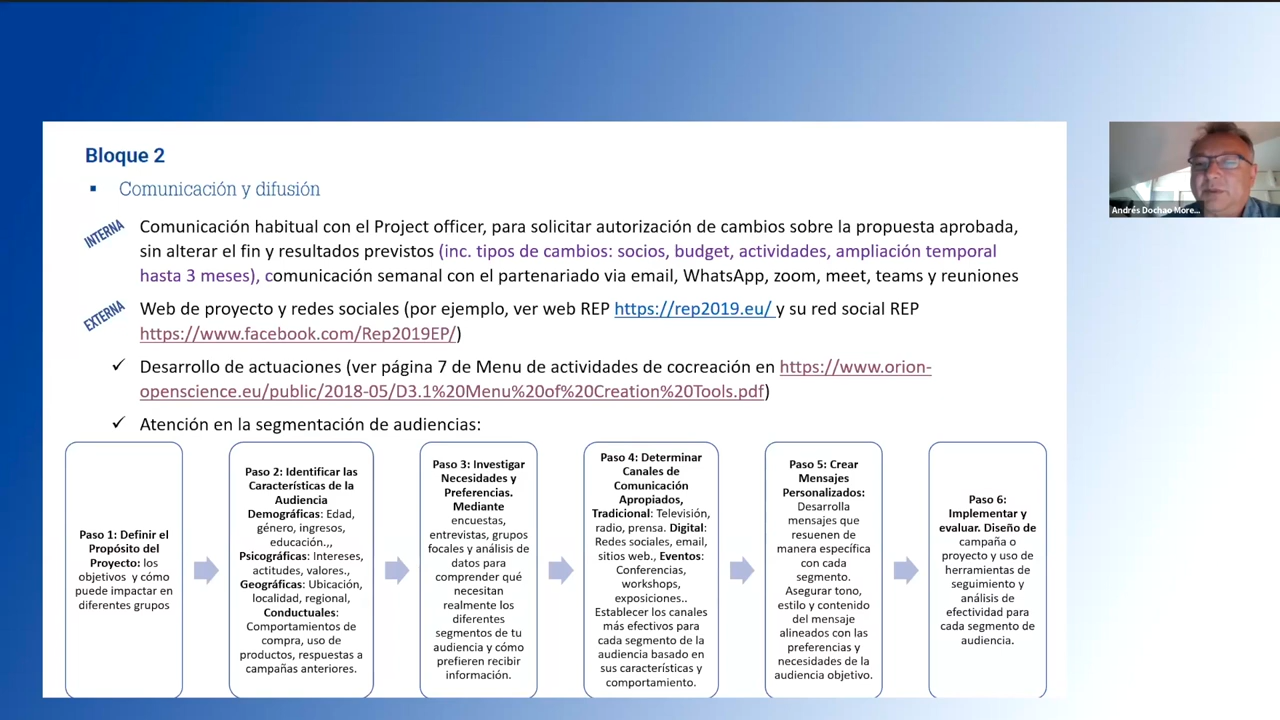 Bloque 2
▪ Comunicación y difusión
INTERNA
Comunicación habitual con el Project officer, para solicitar autorización de cambios sobre la propuesta aprobada,
sin alterar el fin y resultados previstos (inc. tipos de cambios: socios, budget, actividades, ampliación temporal
hasta 3 meses), comunicación semanal con el partenariado via email, WhatsApp, zoom, meet, teams y reuniones
EXTERNA
Web de proyecto y redes sociales (por ejemplo, ver web REP https://rep2019.eu/ y su red social REP
https://www.facebook.com/Rep2019EP/)
✓ Desarrollo de actuaciones (ver página 7 de Menu de actividades de cocreación en https://www.orion-
openscience.eu/public/2018-05/D3.1%20Menu%20of%20Creation%20Tools.pdf)
✓ Atención en la segmentación de audiencias:
Paso 1: Definir el
Propósito del
Proyecto: los
objetivos y cómo
puede impactar en
diferentes grupos
Paso 2: Identificar las
Características de la
Audiencia
Demográficas: Edad,
género, ingresos,
educación.,,
Psicográficas: Intereses,
actitudes, valores.,
Geográficas: Ubicación,
localidad, regional,
Conductuales:
Comportamientos de
compra, uso de
productos, respuestas a
campañas anteriores.
Paso 3: Investigar
Necesidades y
Preferencias.
Mediante
encuestas,
entrevistas, grupos
focales y análisis de
datos para
comprender qué
necesitan
realmente los
diferentes
segmentos de tu
audiencia y cómo
prefieren recibir
información.
Paso 4: Determinar
Canales de
Comunicación
Apropiados,
Tradicional: Televisión,
radio, prensa. Digital:
Redes sociales, email,
sitios web., Eventos:
Conferencias,
workshops,
exposiciones..
Establecer los canales
más efectivos para
cada segmento de la
audiencia basado en
sus características y
comportamiento.
Paso 5: Crear
Mensajes
Personalizados:
Desarrolla
mensajes que
resuenen de
manera específica
con cada
segmento.
Asegurar tono,
estilo y contenido
del mensaje
alineados con las
preferencias y
necesidades de la
audiencia objetivo.
Paso 6:
Implementar y
evaluar. Diseño de
campaña o
proyecto y uso de
herramientas de
seguimiento y
análisis de
efectividad para
cada segmento de
audiencia.
Andrés Dochao More...